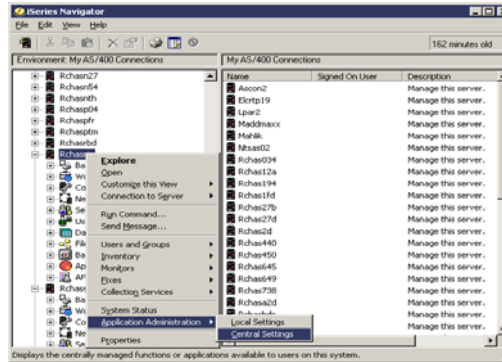 iSeries Navigator
File Edit View Help
162 minutes old
Environment: My AS/400 Connections
My AS/400 Connections
Name Signed On User Description
Rchasn27
Rchasn54
Rchasnth
Rchasp04
Rchaspfr
Rchasptm
Rchasrbd
Explore
Open
Customize this View
Connection to Server
Run Command...
Send Message...
Users and Groups
Inventory
Monitors
Fixes
Collection Services
System Status
Application Administration
Properties
Local Settings
Central Settings
Ascon2 Manage this server.
Elcrtp19 Manage this server.
Lpar2 Manage this server.
Maddmaxx Manage this server.
Mahlik Manage this server.
Ntsas02 Manage this server.
Rchas034 Manage this server.
Rchas12a Manage this server.
Rchas194 Manage this server.
Rchas1fd Manage this server.
Rchas27b Manage this server.
Rchas27d Manage this server.
Rchas2d Manage this server.
Rchas440 Manage this server.
Rchas450 Manage this server.
Rchas645 Manage this server.
Rchas649 Manage this server.
Rchas738 Manage this server.
Rchasa2d Manage this server.
Manage this server.
Manage this server.
Displays the centrally managed functions or applications available to users on this system.